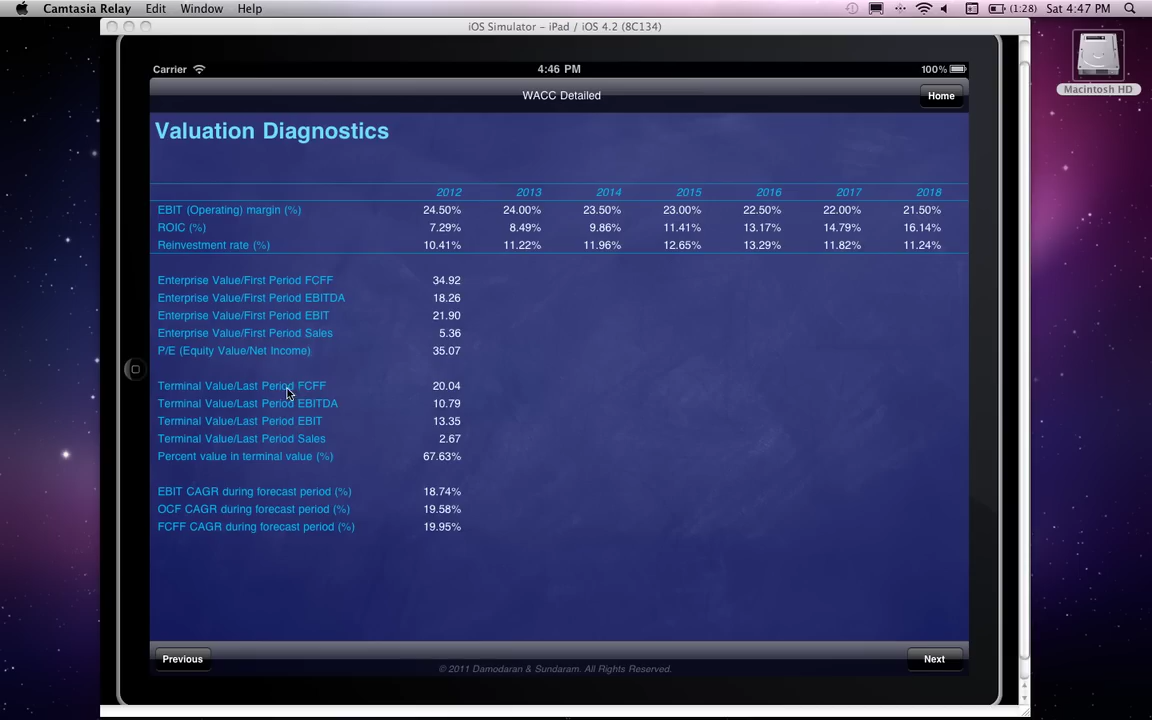 Camtasia Relay Edit Window Help (1:28) Sat 4:47 PM
iOS Simulator – iPad / iOS 4.2 (8C134)
Macintosh HD
Carrier 4:46 PM 100%
WACC Detailed Home
Valuation Diagnostics
2012 2013 2014 2015 2016 2017 2018
EBIT (Operating) margin (%) 24.50% 24.00% 23.50% 23.00% 22.50% 22.00% 21.50%
ROIC (%) 7.29% 8.49% 9.86% 11.41% 13.17% 14.79% 16.14%
Reinvestment rate (%) 10.41% 11.22% 11.96% 12.65% 13.29% 11.82% 11.24%
Enterprise Value/First Period FCFF 34.92
Enterprise Value/First Period EBITDA 18.26
Enterprise Value/First Period EBIT 21.90
Enterprise Value/First Period Sales 5.36
P/E (Equity Value/Net Income) 35.07
Terminal Value/Last Period FCFF 20.04
Terminal Value/Last Period EBITDA 10.79
Terminal Value/Last Period EBIT 13.35
Terminal Value/Last Period Sales 2.67
Percent value in terminal value (%) 67.63%
EBIT CAGR during forecast period (%) 18.74%
OCF CAGR during forecast period (%) 19.58%
FCFF CAGR during forecast period (%) 19.95%
Previous Next
© 2011 Damodaran & Sundaram. All Rights Reserved.